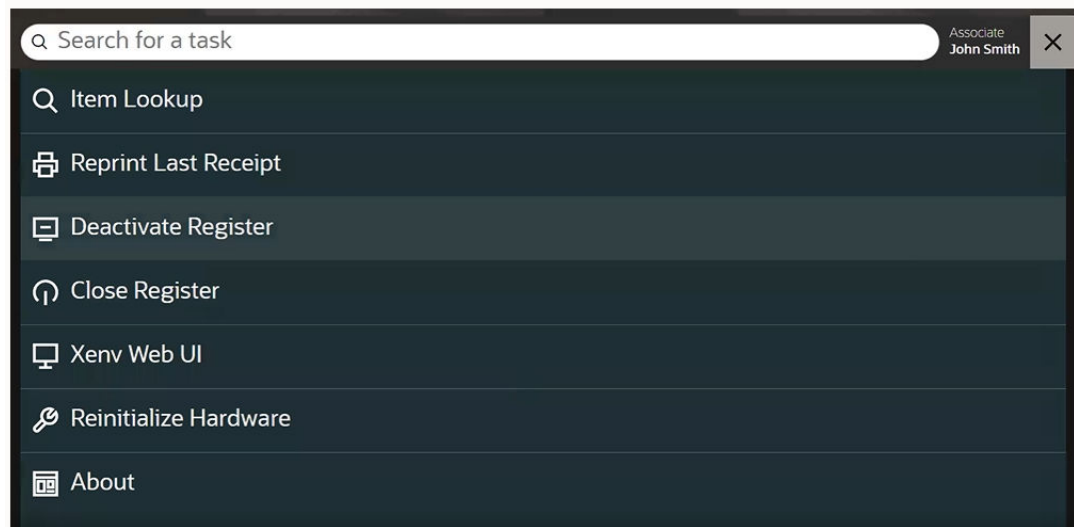 Search for a task
Associate
John Smith
Item Lookup
Reprint Last Receipt
Deactivate Register
Close Register
Xenv Web UI
Reinitialize Hardware
About